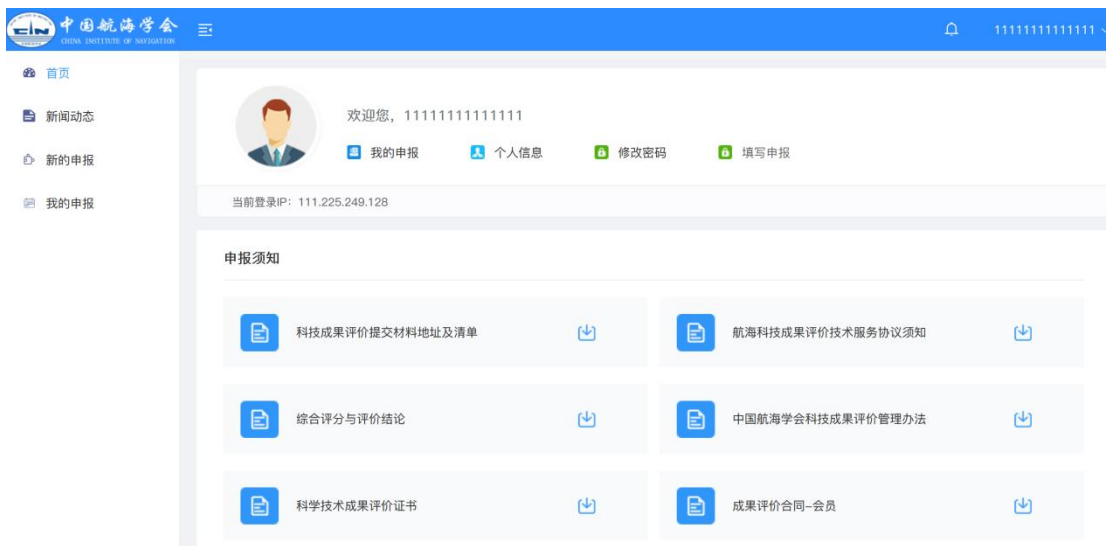 中国航海学会
CHINA INSTITUTE OF NAVIGATION
11111111111111
首页
新闻动态
新的申报
我的申报
欢迎您，11111111111111
我的申报 个人信息 修改密码 填写申报
当前登录IP：111.225.249.128
申报须知
科技成果评价提交材料地址及清单 航海科技成果评价技术服务协议须知
综合评分与评价结论 中国航海学会科技成果评价管理办法
科学技术成果评价证书 成果评价合同-会员